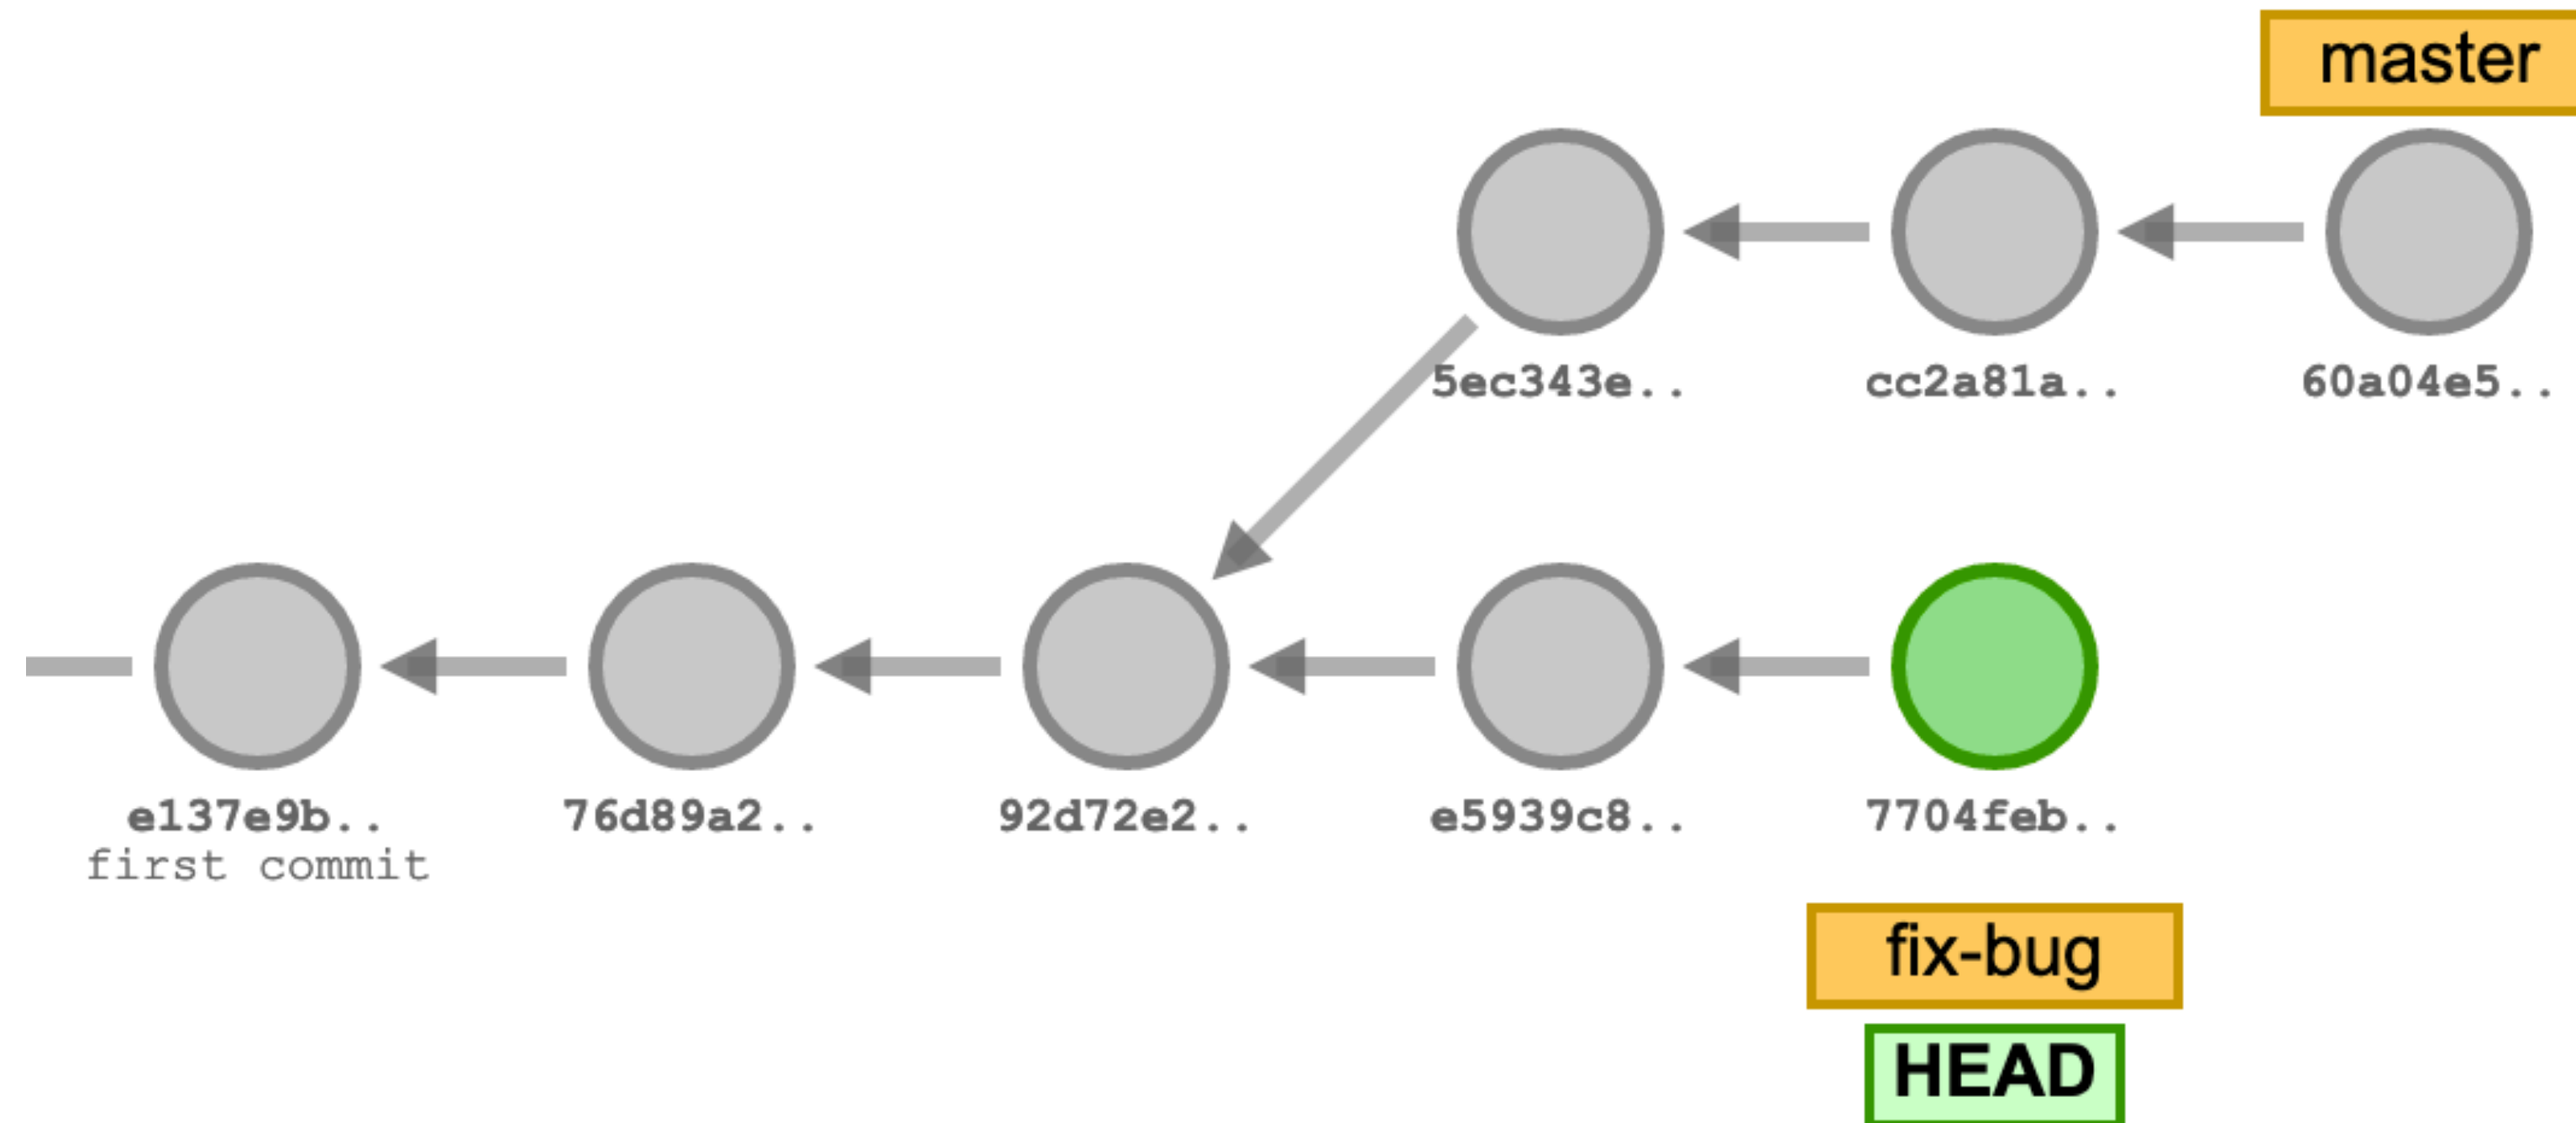 master
5ec343e..
cc2a81a..
60a04e5..
e137e9b..
first commit
76d89a2..
92d72e2..
e5939c8..
7704feb..
fix-bug
HEAD